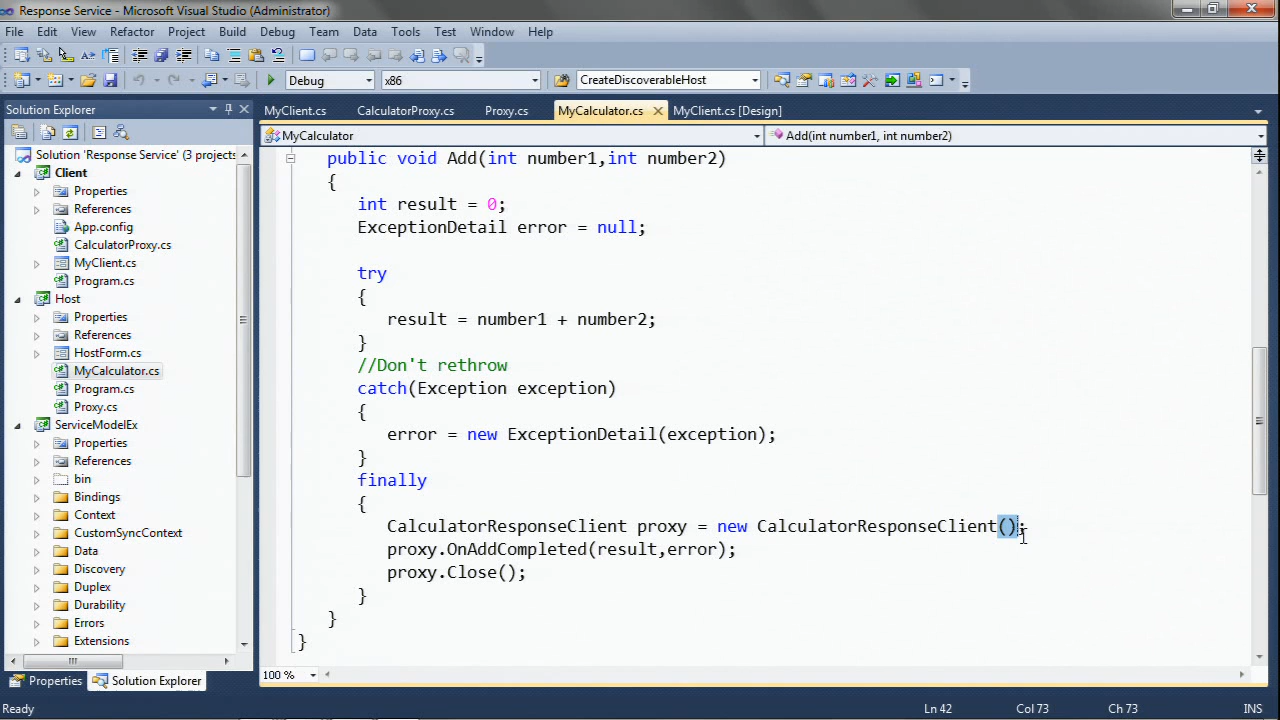 Response Service - Microsoft Visual Studio (Administrator)
File Edit View Refactor Project Build Debug Team Data Tools Test Window Help
Debug x86 CreateDiscoverableHost
Solution Explorer
MyClient.cs CalculatorProxy.cs Proxy.cs MyCalculator.cs MyClient.cs [Design]
MyCalculator Add(int number1, int number2)
Solution 'Response Service' (3 projects
Client
Properties
References
App.config
CalculatorProxy.cs
MyClient.cs
Program.cs
Host
Properties
References
HostForm.cs
MyCalculator.cs
Program.cs
Proxy.cs
ServiceModelEx
Properties
References
bin
Bindings
Context
CustomSyncContext
Data
Discovery
Duplex
Durability
Errors
Extensions
Properties Solution Explorer
public void Add(int number1,int number2)
{
int result = 0;
ExceptionDetail error = null;
try
{
result = number1 + number2;
}
//Don't rethrow
catch(Exception exception)
{
error = new ExceptionDetail(exception);
}
finally
{
CalculatorResponseClient proxy = new CalculatorResponseClient();
proxy.OnAddCompleted(result,error);
proxy.Close();
}
}
}
100 %
Ready Ln 42 Col 73 Ch 73 INS